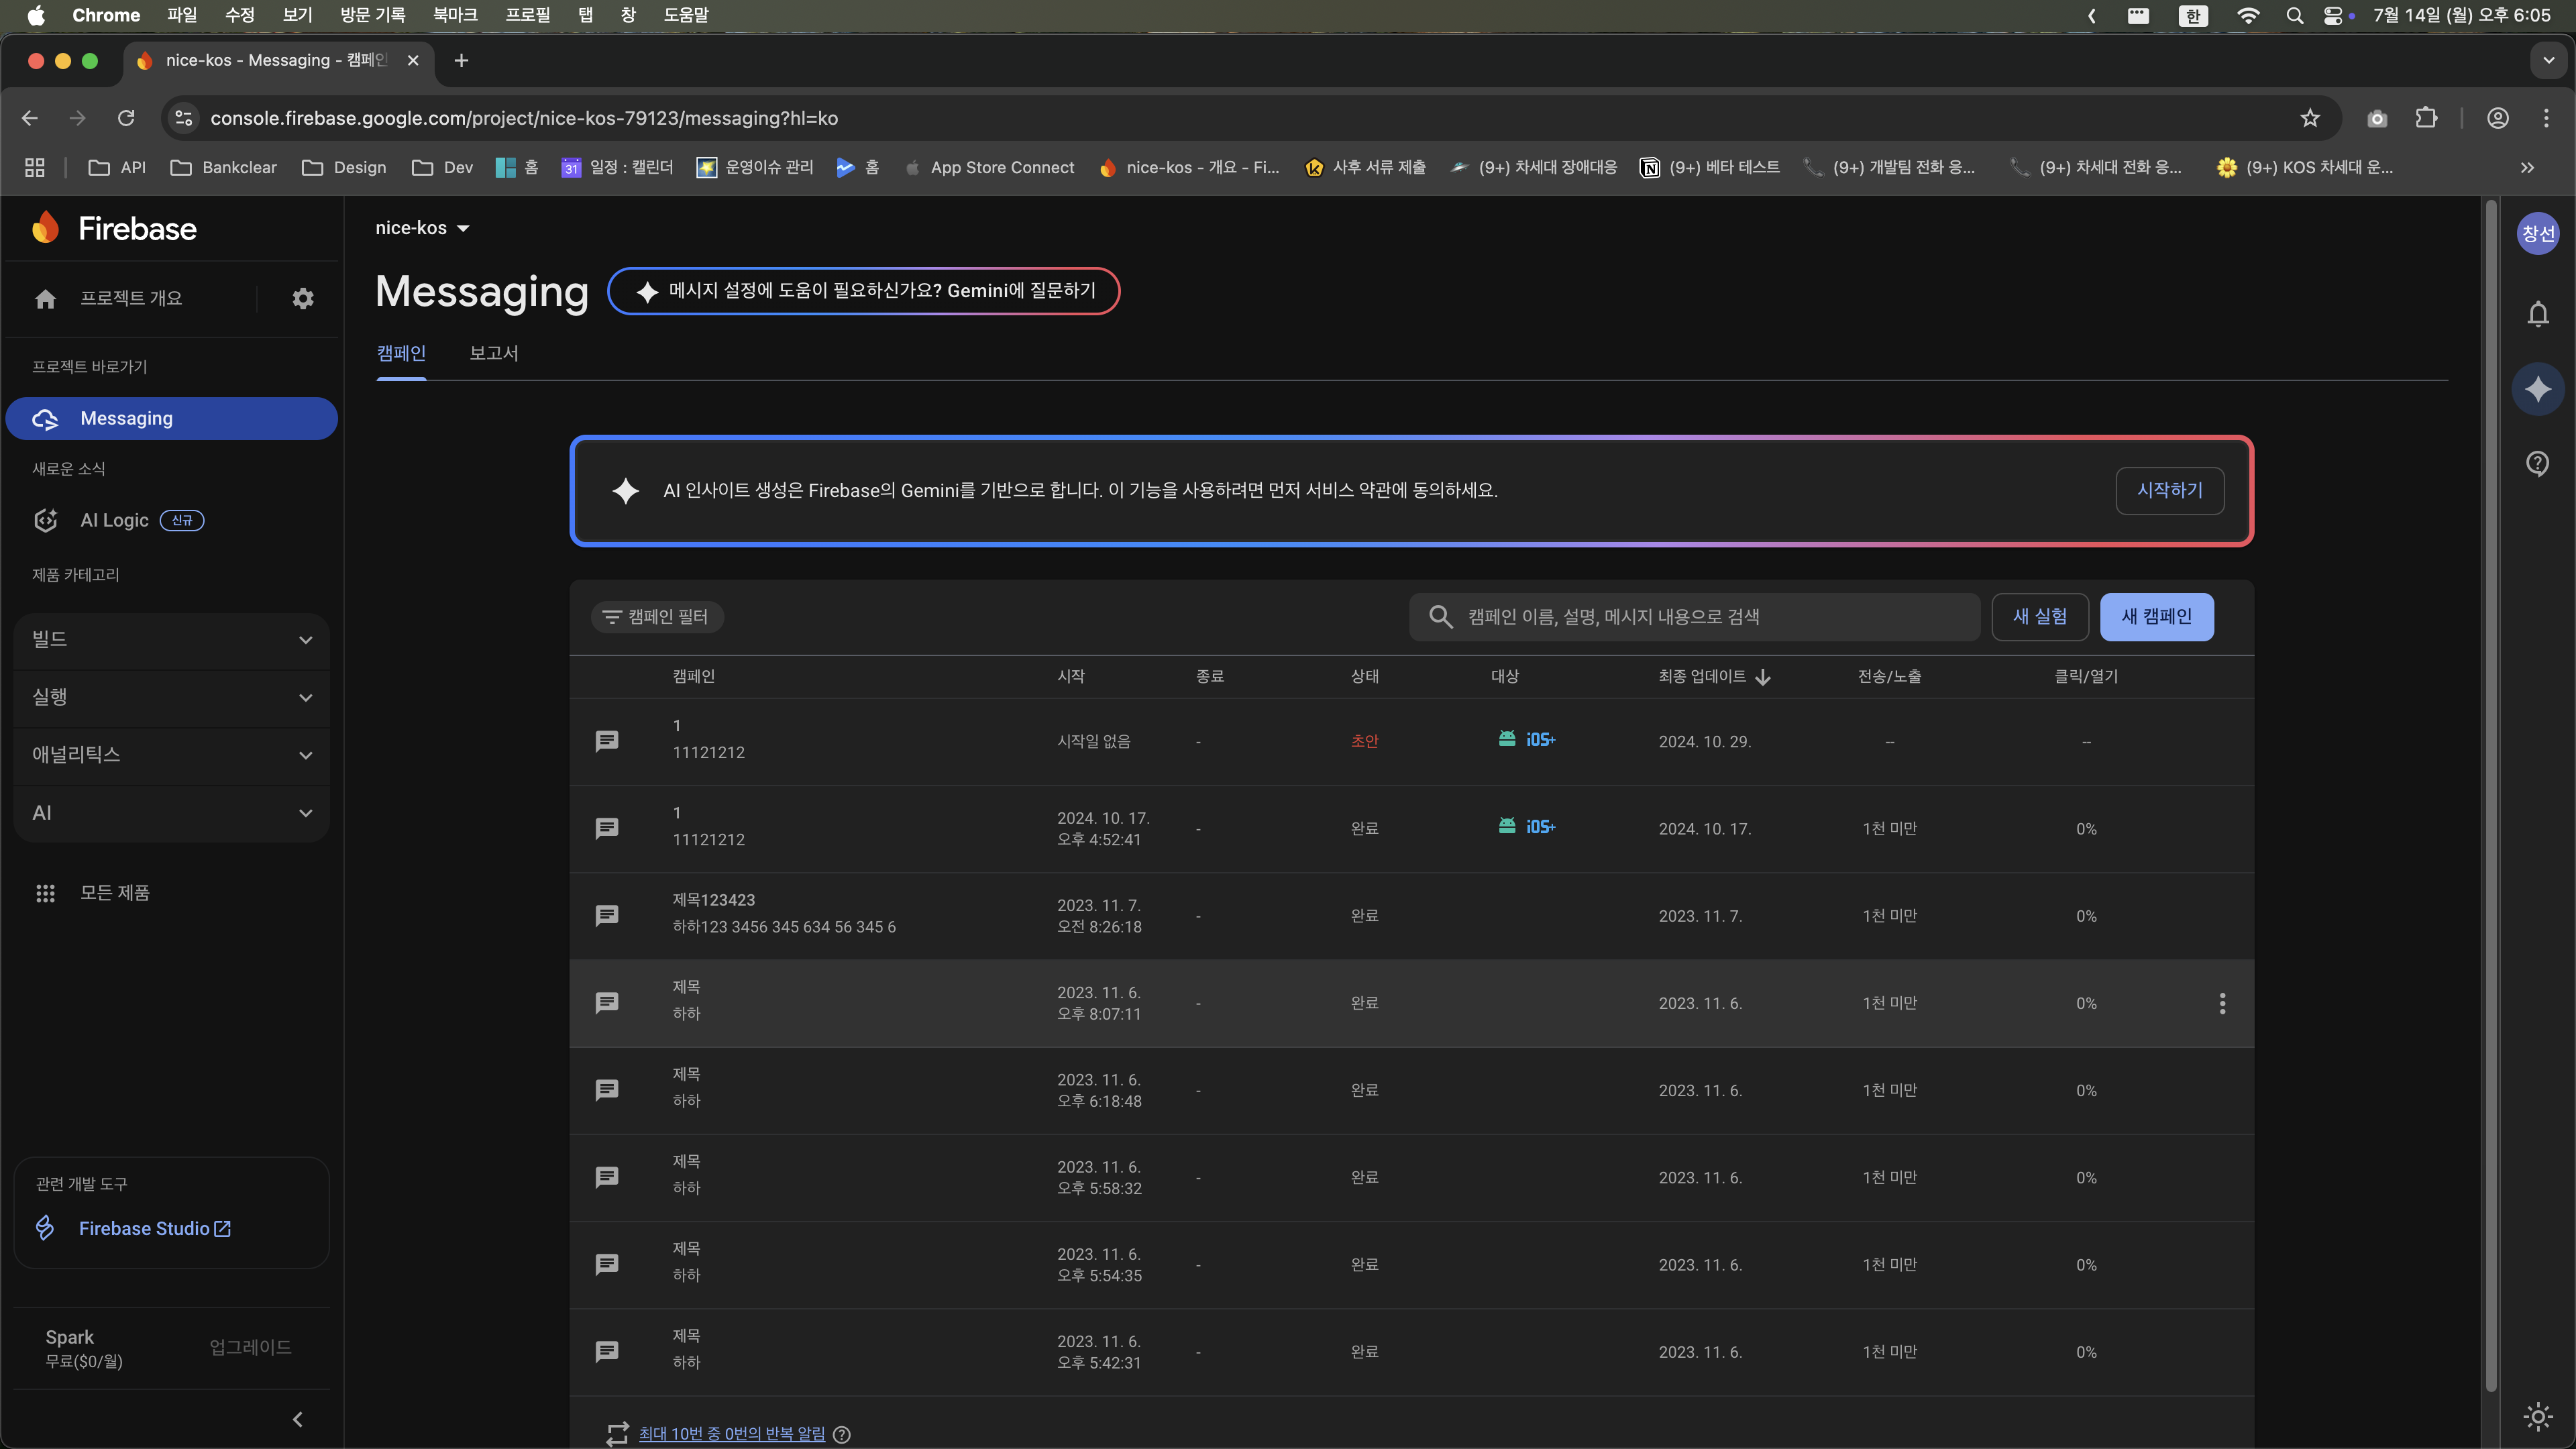 Chrome 파일 수정 보기 방문 기록 북마크 프로필 탭 창 도움말 한 7월 14일 (월) 오후 6:05
nice-kos - Messaging - 캠페인
console.firebase.google.com/project/nice-kos-79123/messaging?hl=ko
API Bankclear Design Dev 홈 31 일정 : 캘린더 운영이슈 관리 홈 App Store Connect nice-kos - 개요 - Fi... 사후 서류 제출 (9+) 차세대 장애대응 (9+) 베타 테스트 (9+) 개발팀 전화 응... (9+) 차세대 전화 응... (9+) KOS 차세대 운...
Firebase
프로젝트 개요
프로젝트 바로가기
Messaging
새로운 소식
AI Logic 신규
제품 카테고리
빌드
실행
애널리틱스
AI
모든 제품
관련 개발 도구
Firebase Studio
Spark
무료($0/월)
업그레이드
nice-kos
창선
Messaging 메시지 설정에 도움이 필요하신가요? Gemini에 질문하기
캠페인 보고서
AI 인사이트 생성은 Firebase의 Gemini를 기반으로 합니다. 이 기능을 사용하려면 먼저 서비스 약관에 동의하세요. 시작하기
캠페인 필터 캠페인 이름, 설명, 메시지 내용으로 검색 새 실험 새 캠페인
캠페인 시작 종료 상태 대상 최종 업데이트 전송/노출 클릭/열기
1
11121212
시작일 없음 - 초안 iOS+ 2024. 10. 29. -- --
1
11121212
2024. 10. 17.
오후 4:52:41
- 완료 iOS+ 2024. 10. 17. 1천 미만 0%
제목123423
하하123 3456 345 634 56 345 6
2023. 11. 7.
오전 8:26:18
- 완료 2023. 11. 7. 1천 미만 0%
제목
하하
2023. 11. 6.
오후 8:07:11
- 완료 2023. 11. 6. 1천 미만 0%
제목
하하
2023. 11. 6.
오후 6:18:48
- 완료 2023. 11. 6. 1천 미만 0%
제목
하하
2023. 11. 6.
오후 5:58:32
- 완료 2023. 11. 6. 1천 미만 0%
제목
하하
2023. 11. 6.
오후 5:54:35
- 완료 2023. 11. 6. 1천 미만 0%
제목
하하
2023. 11. 6.
오후 5:42:31
- 완료 2023. 11. 6. 1천 미만 0%
최대 10번 중 0번의 반복 알림